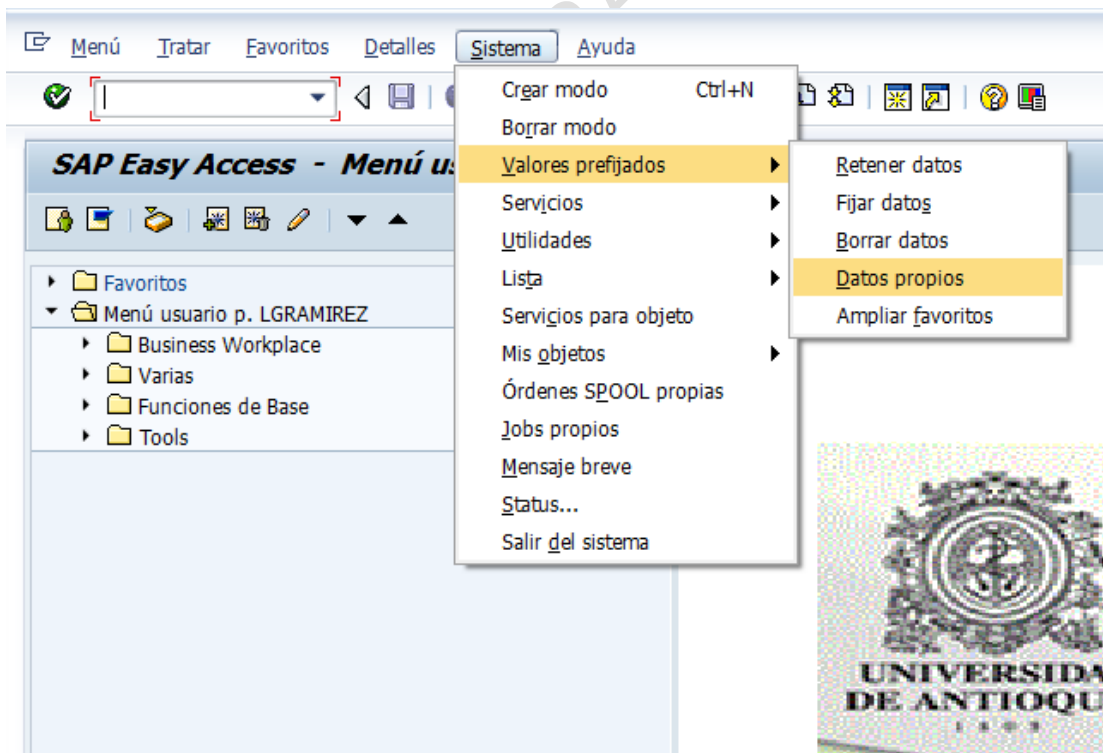 Menú Tratar Favoritos Detalles Sistema Ayuda
SAP Easy Access - Menú u
Favoritos
Menú usuario p. LGRAMIREZ
Business Workplace
Varias
Funciones de Base
Tools
Crear modo Ctrl+N
Borrar modo
Valores prefijados
Servicios
Utilidades
Lista
Servicios para objeto
Mis objetos
Órdenes SPOOL propias
Jobs propios
Mensaje breve
Status...
Salir del sistema
Retener datos
Fijar datos
Borrar datos
Datos propios
Ampliar favoritos
UNIVERSIDA
DE ANTIOQU